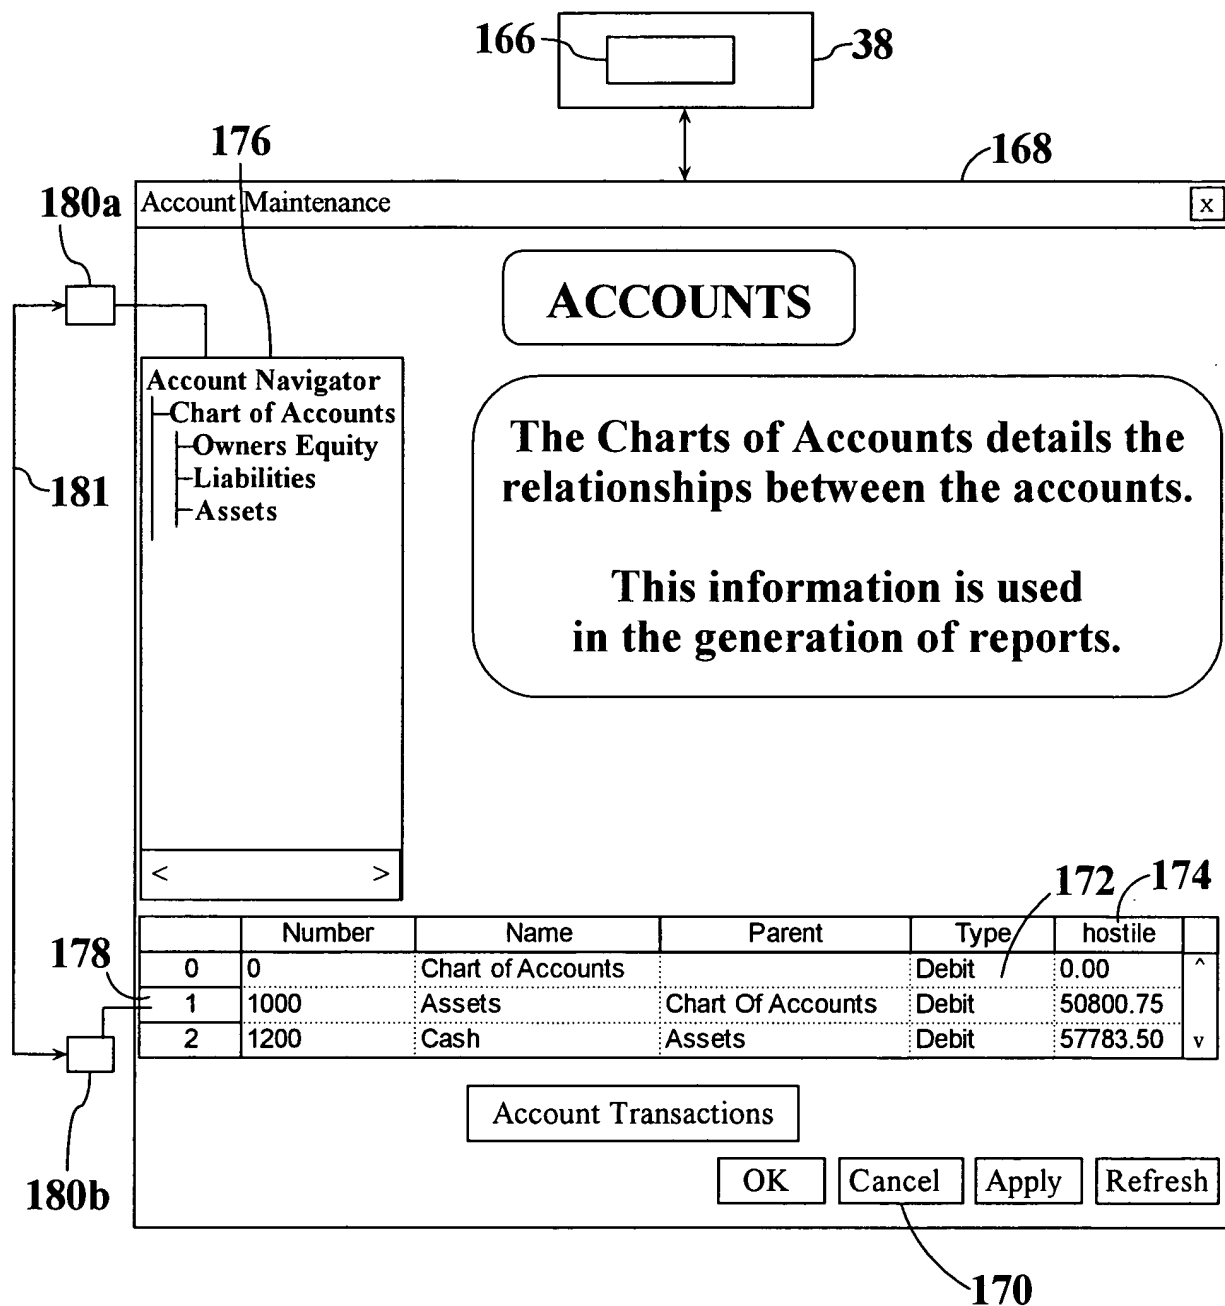 166
38
176
168
180a
Account Maintenance
x
ACCOUNTS
Account Navigator
Chart of Accounts
Owners Equity
Liabilities
Assets
181
The Charts of Accounts details the
relationships between the accounts.
This information is used
in the generation of reports.
< >
172
174
178
Number Name Parent Type hostile
0 0 Chart of Accounts Debit 0.00 ^
1 1000 Assets Chart Of Accounts Debit 50800.75
2 1200 Cash Assets Debit 57783.50 v
Account Transactions
180b
OK Cancel Apply Refresh
170